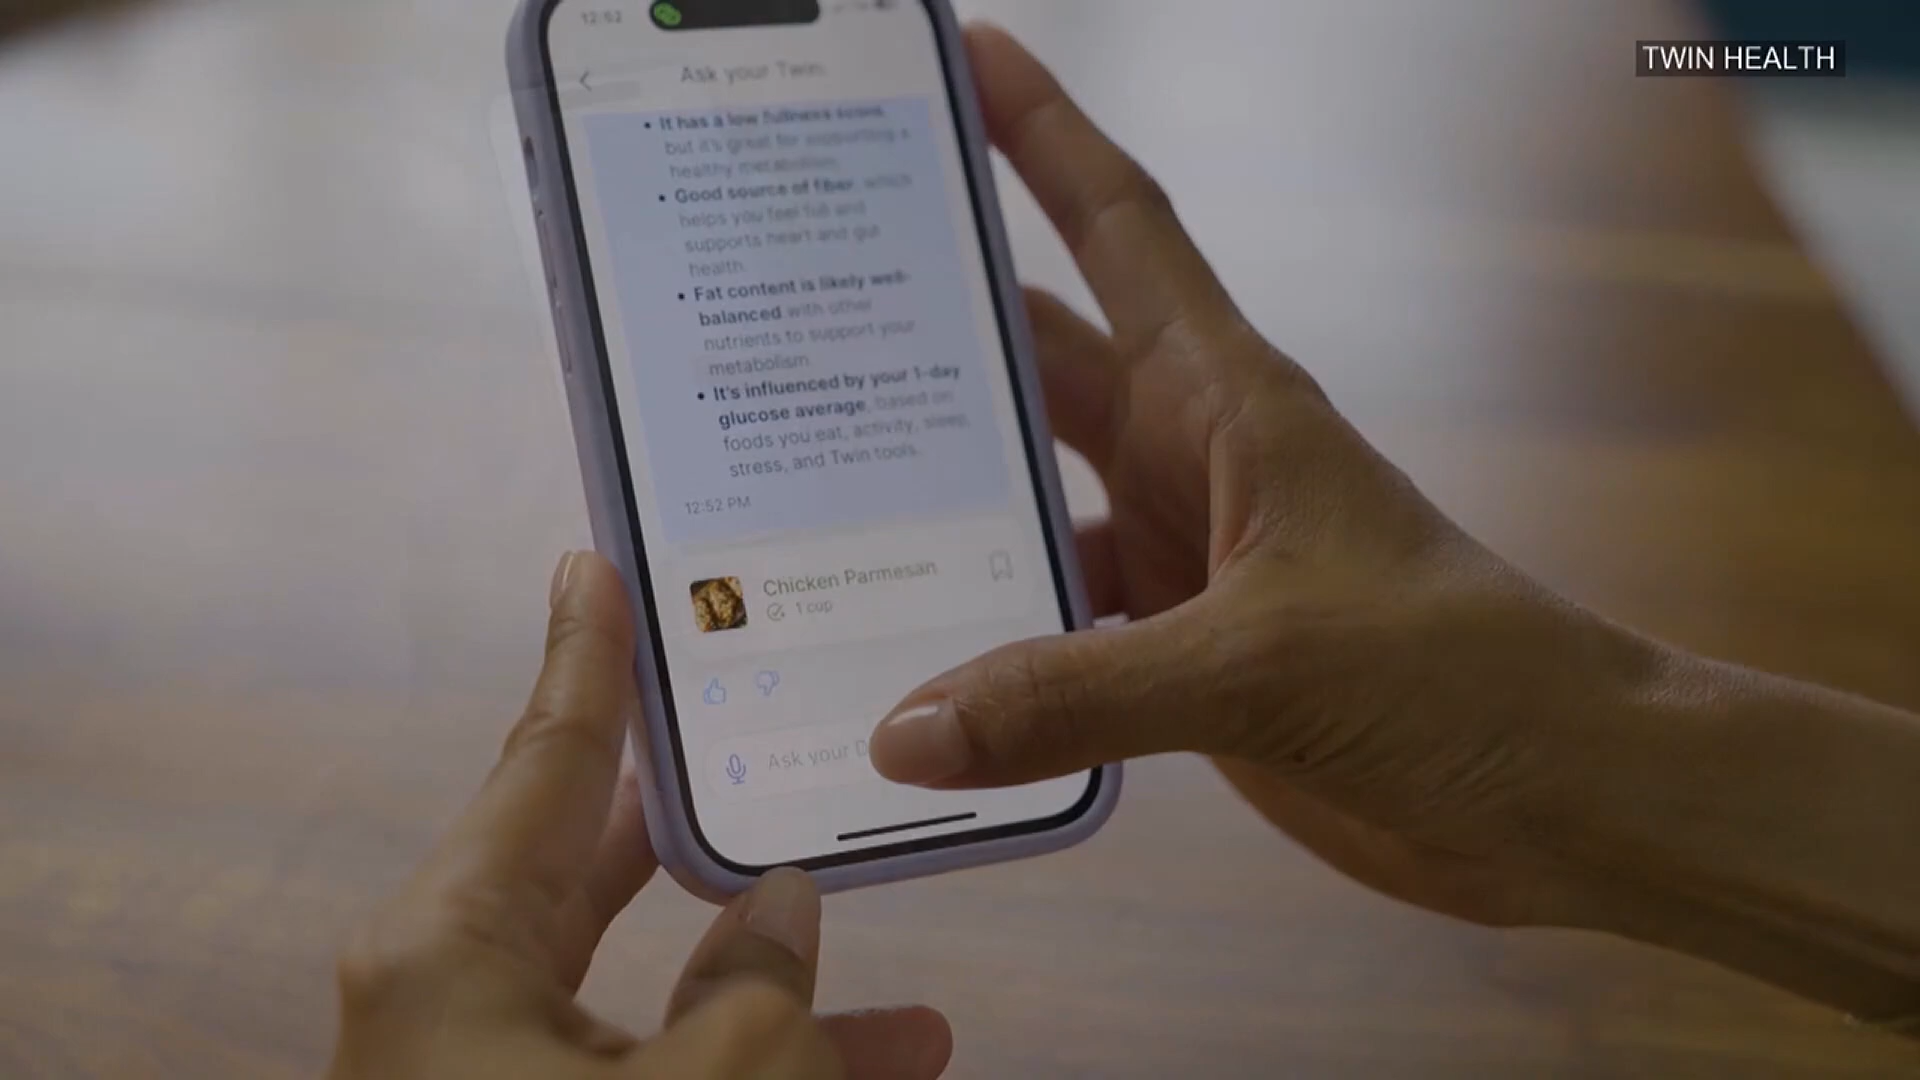 12:52
TWIN HEALTH
Ask your Twin
• It has a low fullness score,
but it's great for supporting a
healthy metabolism.
• Good source of fiber, which
helps you feel full and
supports heart and gut
health.
• Fat content is likely well-
balanced with other
nutrients to support your
metabolism.
• It's influenced by your 1-day
glucose average, based on
foods you eat, activity, sleep,
stress, and Twin tools.
12:52 PM
Chicken Parmesan
1 cup
Ask your D